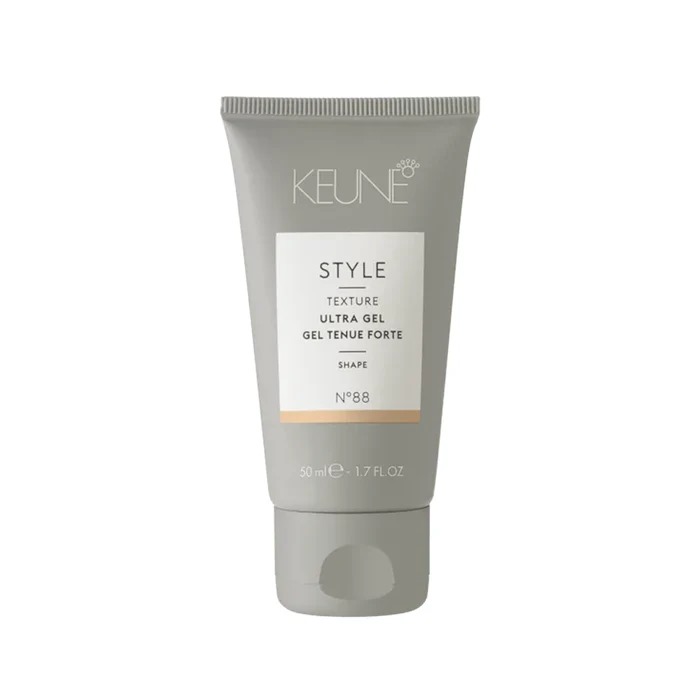 KEUNE
STYLE
TEXTURE
ULTRA GEL
GEL TENUE FORTE
SHAPE
N°88
50 ml ℮ - 1.7 FL.OZ